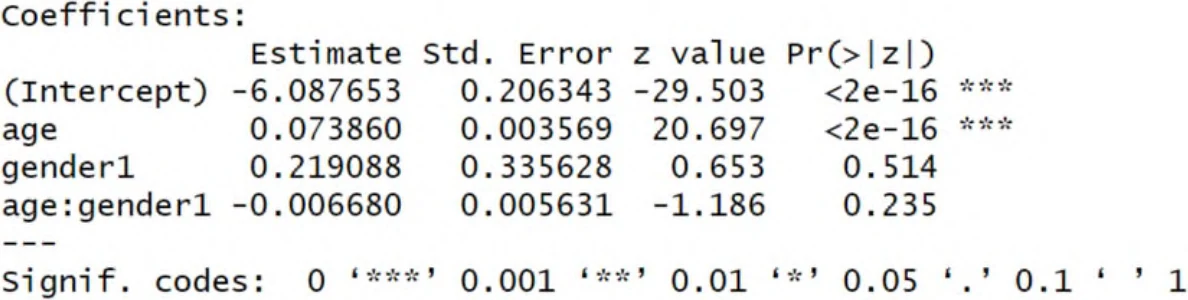 Coefficients:
Estimate Std. Error z value Pr(>|z|)
(Intercept) -6.087653 0.206343 -29.503 <2e-16 ***
age 0.073860 0.003569 20.697 <2e-16 ***
gender1 0.219088 0.335628 0.653 0.514
age:gender1 -0.006680 0.005631 -1.186 0.235
---
Signif. codes: 0 ‘***’ 0.001 ‘**’ 0.01 ‘*’ 0.05 ‘.’ 0.1 ‘ ’ 1